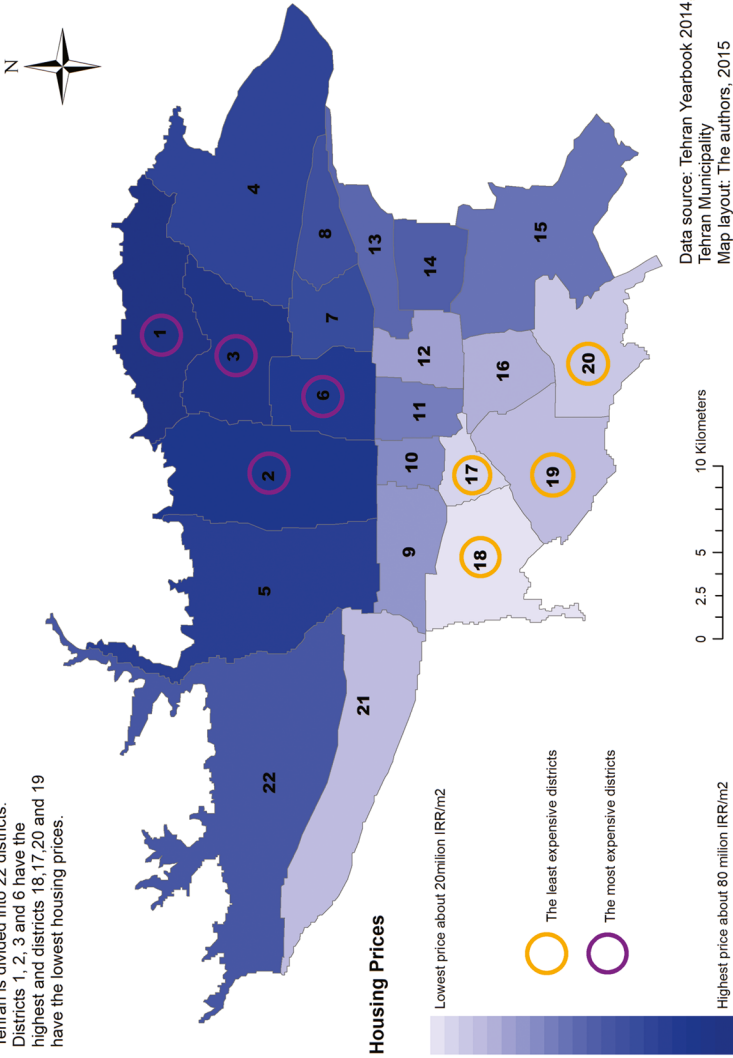 Tehran is divided into 22 districts.
Districts 1, 2, 3 and 6 have the
highest and districts 18,17,20 and 19
have the lowest housing prices.
N
1
4
3
2
8
5
6
7
22
13
12
14
11
10
9
21
15
16
17
18
20
19
Housing Prices
Lowest price about 20milion IRR/m2
The least expensive districts
The most expensive districts
Highest price about 80 milion IRR/m2
0 2.5 5 10 Kilometers
Data source: Tehran Yearbook 2014
Tehran Municipality
Map layout: The authors, 2015